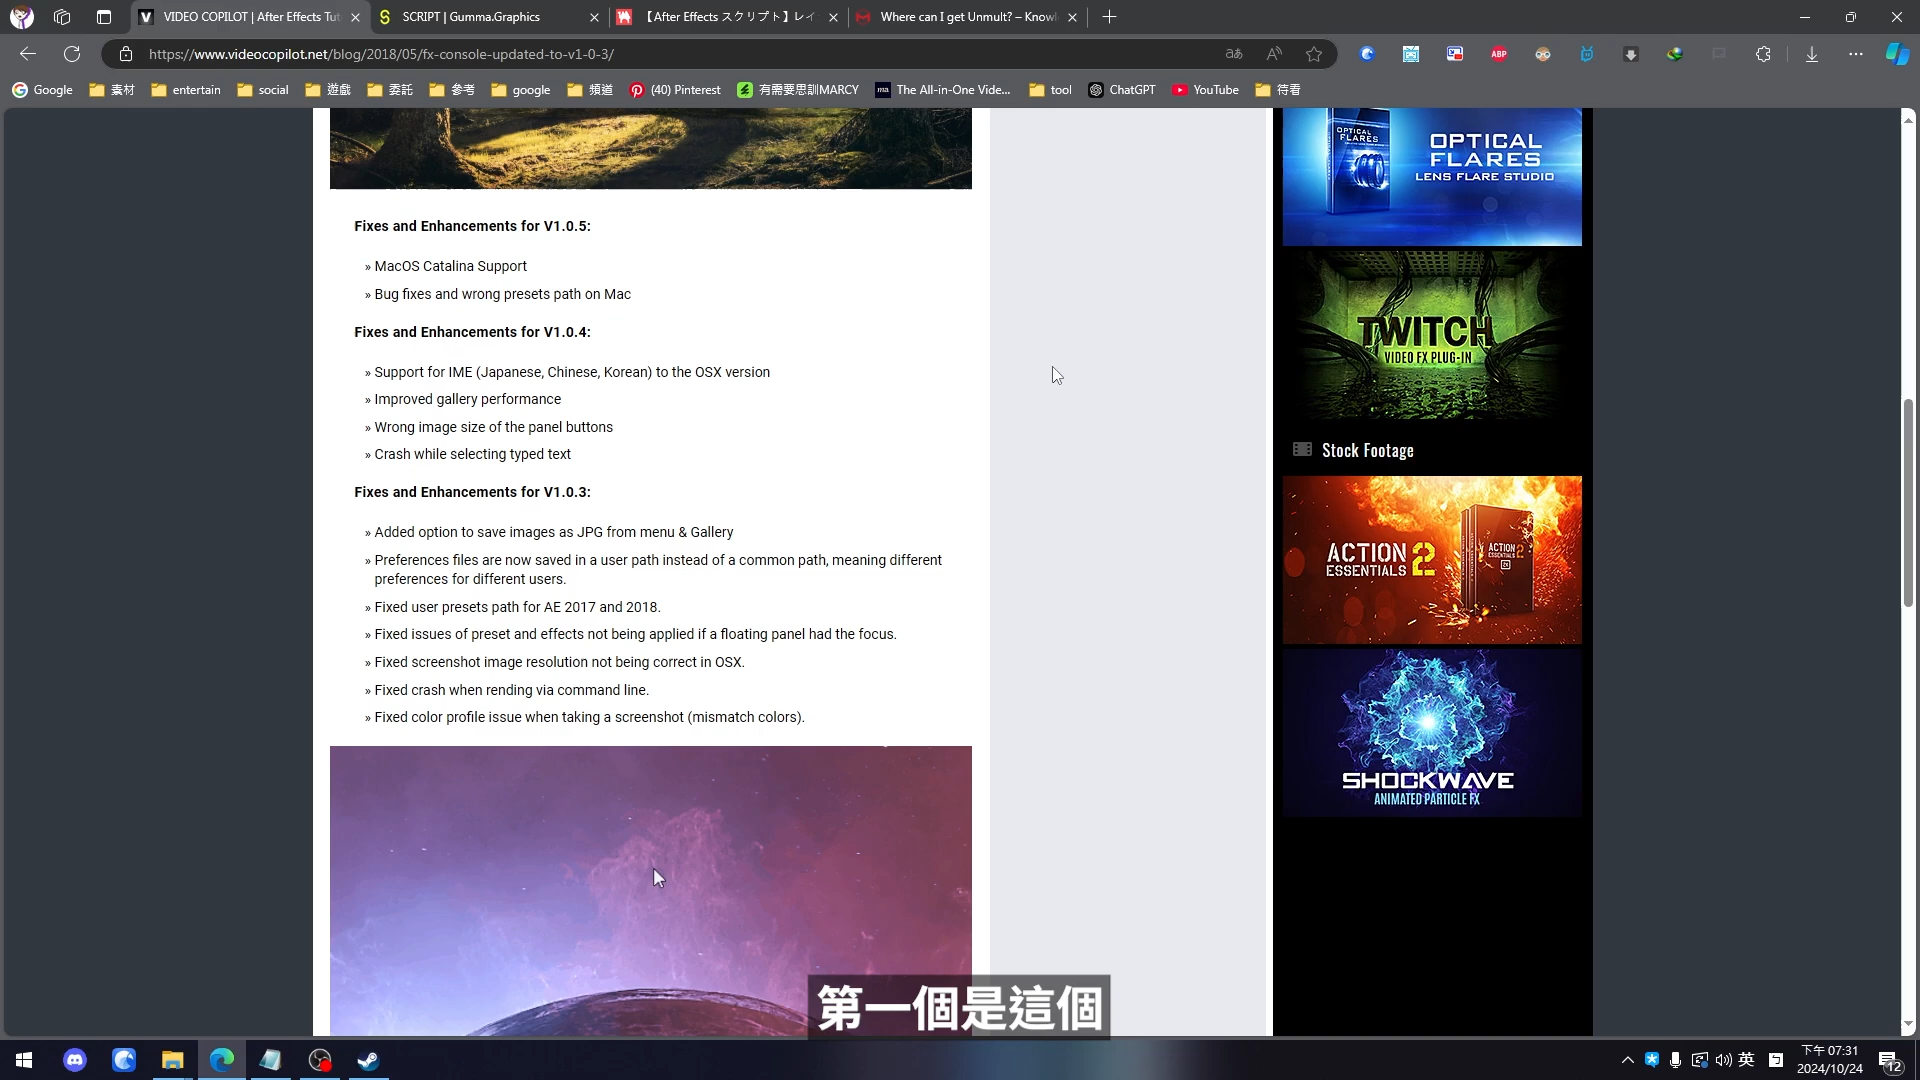 VIDEO COPILOT | After Effects Tut
SCRIPT | Gumma.Graphics
【After Effects スクリプト】レイ
Where can I get Unmult? – Knowl
https://www.videocopilot.net/blog/2018/05/fx-console-updated-to-v1-0-3/
Google
素材
entertain
social
遊戲
委託
參考
google
頻道
(40) Pinterest
有需要思訓MARCY
The All-in-One Vide...
tool
ChatGPT
YouTube
待看
Fixes and Enhancements for V1.0.5:
» MacOS Catalina Support
» Bug fixes and wrong presets path on Mac
Fixes and Enhancements for V1.0.4:
» Support for IME (Japanese, Chinese, Korean) to the OSX version
» Improved gallery performance
» Wrong image size of the panel buttons
» Crash while selecting typed text
Fixes and Enhancements for V1.0.3:
» Added option to save images as JPG from menu & Gallery
» Preferences files are now saved in a user path instead of a common path, meaning different
preferences for different users.
» Fixed user presets path for AE 2017 and 2018.
» Fixed issues of preset and effects not being applied if a floating panel had the focus.
» Fixed screenshot image resolution not being correct in OSX.
» Fixed crash when rending via command line.
» Fixed color profile issue when taking a screenshot (mismatch colors).
OPTICAL
FLARES
OPTICAL
FLARES
LENS FLARE STUDIO
TWITCH
VIDEO FX PLUG-IN
Stock Footage
ACTION
ESSENTIALS 2
ACTION
ESSENTIALS 2
2K
SHOCKWAVE
ANIMATED PARTICLE FX
第一個是這個
ABP
英
下午 07:31
2024/10/24
12